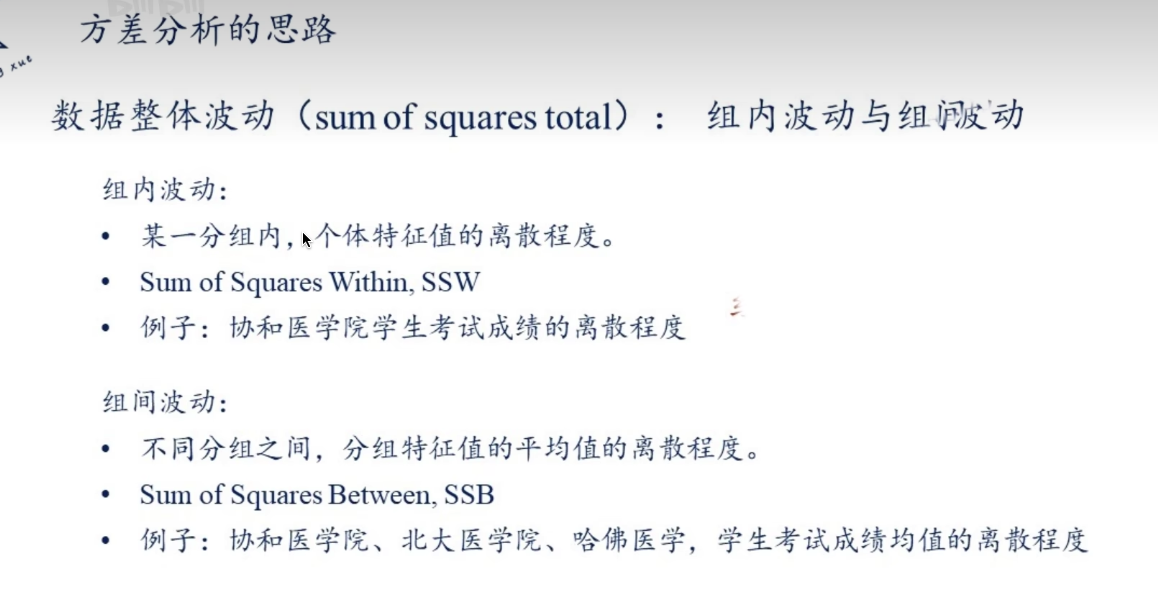 方差分析的思路
xue
数据整体波动（sum of squares total）： 组内波动与组间波动
组内波动：
• 某一分组内，个体特征值的离散程度。
• Sum of Squares Within, SSW
• 例子：协和医学院学生考试成绩的离散程度
组间波动：
• 不同分组之间，分组特征值的平均值的离散程度。
• Sum of Squares Between, SSB
• 例子：协和医学院、北大医学院、哈佛医学，学生考试成绩均值的离散程度